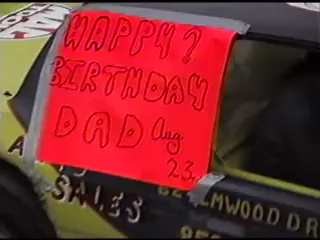 HAPPY?
BIRTHDAY
DAD Aug.
23.
SALES
ELMWOOD DR